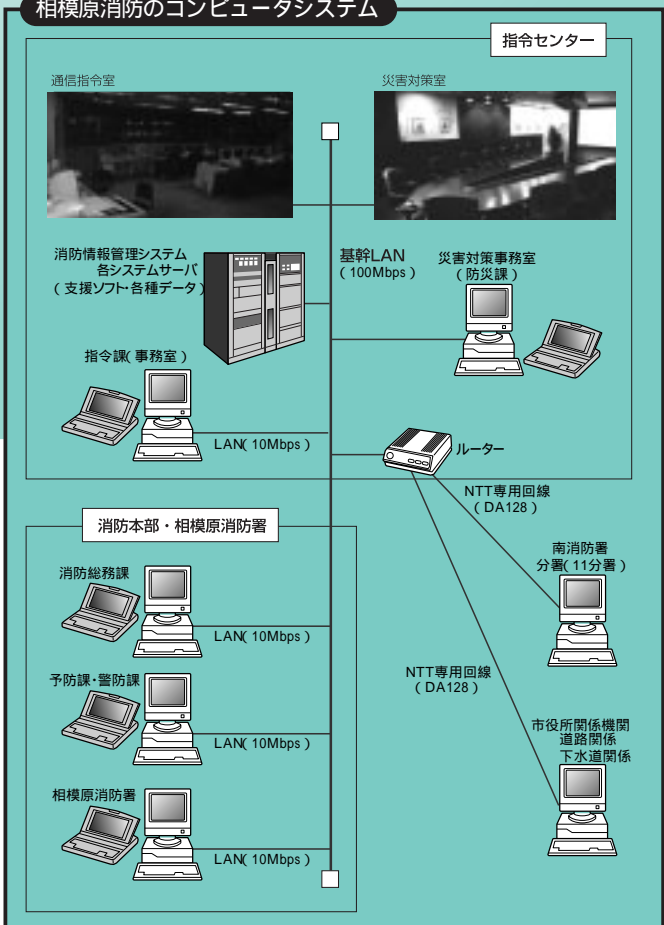 相模原消防のコンピュータシステム
指令センター
通信指令室
災害対策室
消防情報管理システム
各システムサーバ
(支援ソフト・各種データ)
基幹LAN
(100Mbps)
災害対策事務室
(防災課)
指令課(事務室)
LAN(10Mbps)
ルーター
NTT専用回線
(DA128)
消防本部・相模原消防署
南消防署
分署(11分署)
消防総務課
LAN(10Mbps)
予防課・警防課
LAN(10Mbps)
NTT専用回線
(DA128)
市役所関係機関
道路関係
下水道関係
相模原消防署
LAN(10Mbps)